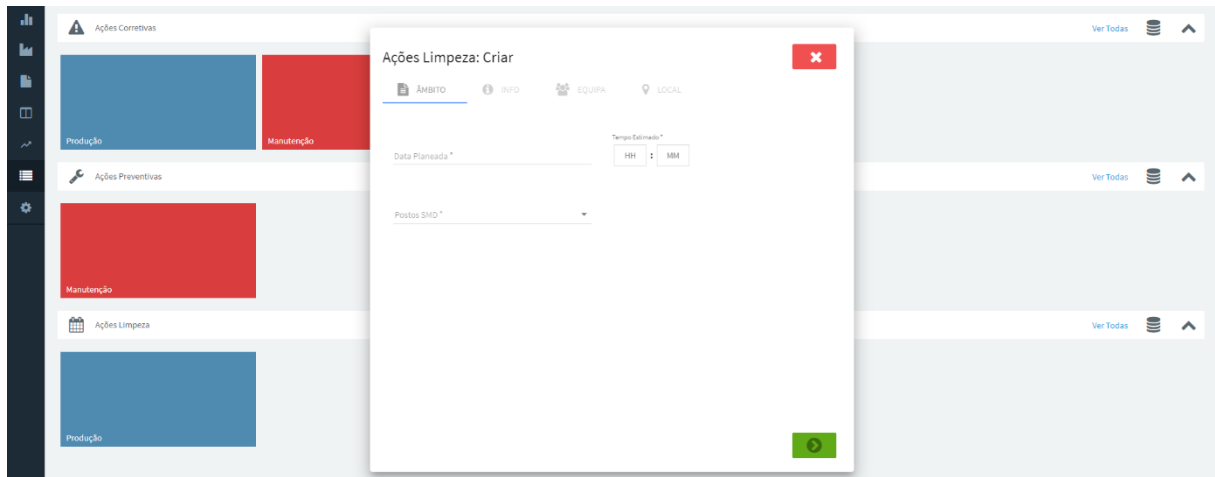 Ações Corretivas
Ver Todas
Produção
Manutenção
Ações Preventivas
Ver Todas
Manutenção
Ações Limpeza
Ver Todas
Produção
Ações Limpeza: Criar
ÂMBITO
INFO
EQUIPA
LOCAL
Data Planeada *
Tempo Estimado *
HH : MM
Postos SMD *